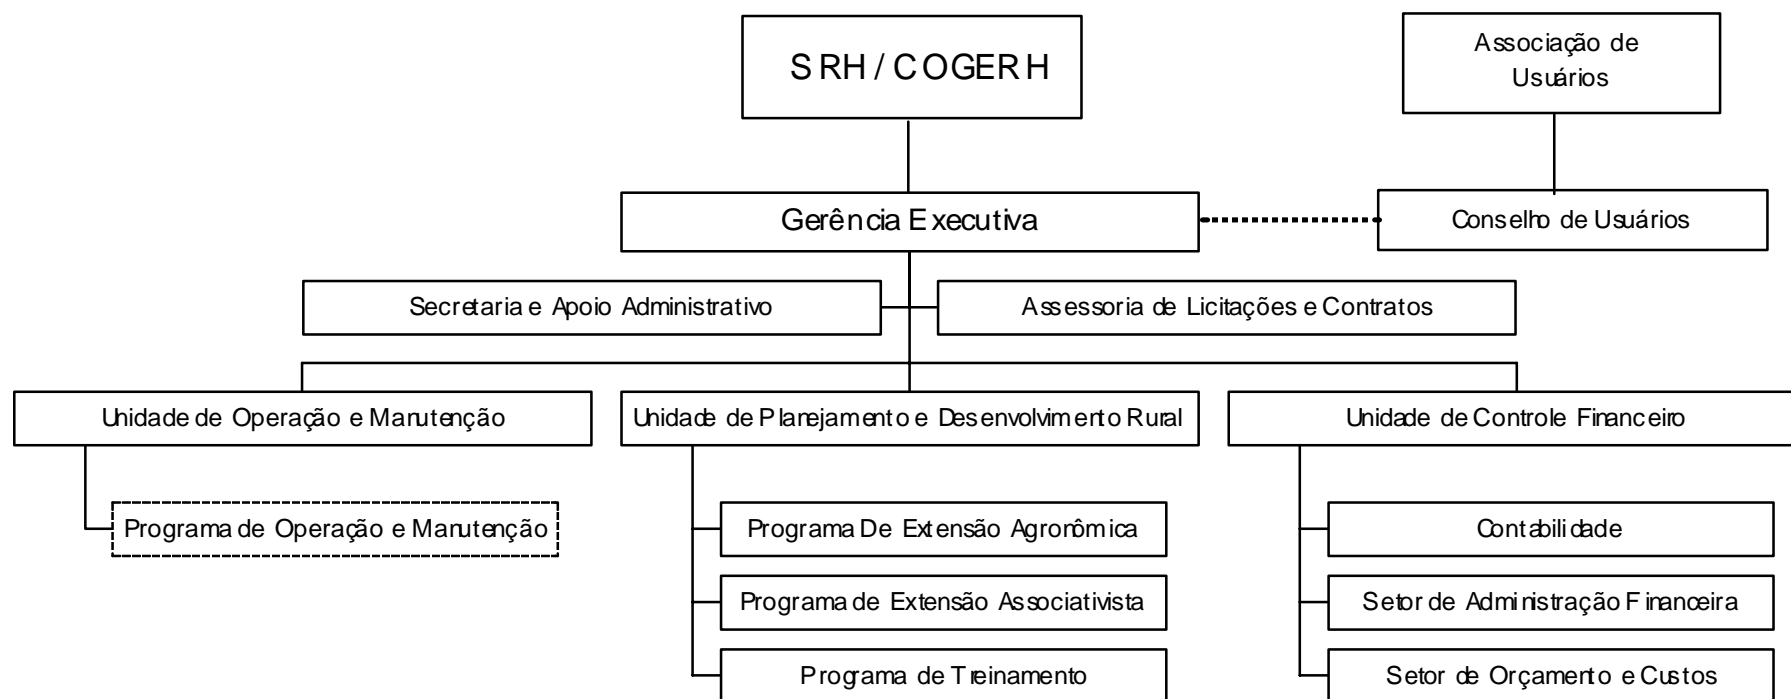 SRH / COGERH
Associação de
Usuários
Gerência Executiva
Conselho de Usuários
Secretaria e Apoio Administrativo
Assessoria de Licitações e Contratos
Unidade de Operação e Manutenção
Unidade de Planejamento e Desenvolvimento Rural
Unidade de Controle Financeiro
Programa de Operação e Manutenção
Programa De Extensão Agronômica
Contabilidade
Programa de Extensão Associativista
Setor de Administração Financeira
Programa de Treinamento
Setor de Orçamento e Custos